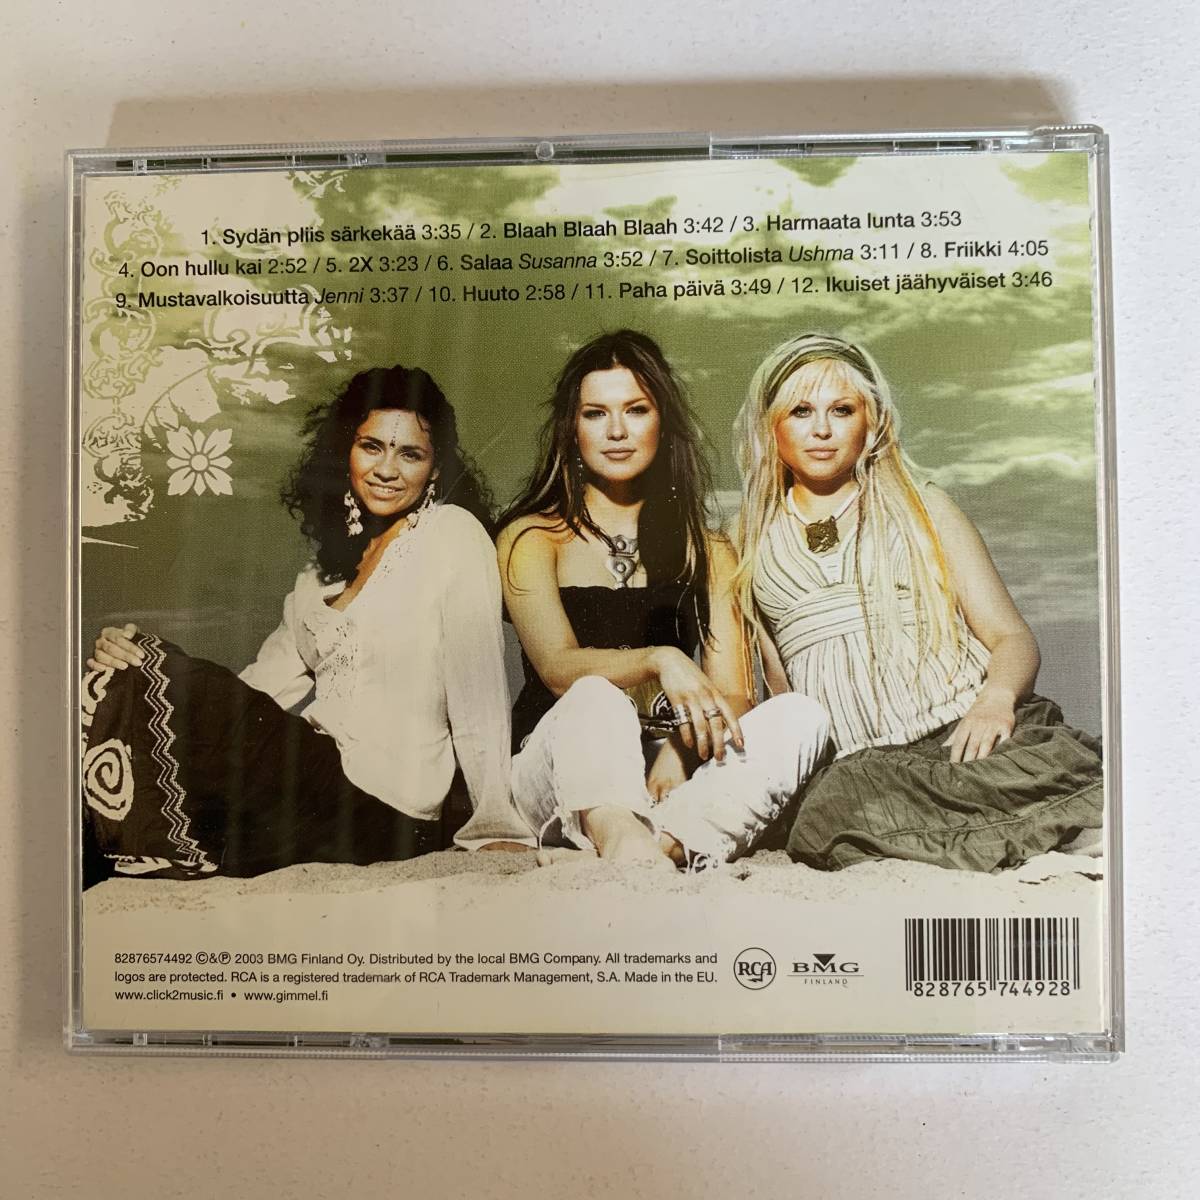 1. Sydän pliis särkekää 3:35 / 2. Blaah Blaah Blaah 3:42 / 3. Harmaata lunta 3:53
4. Oon hullu kai 2:52 / 5. 2X 3:23 / 6. Salaa Susanna 3:52 / 7. Soittolista Ushma 3:11 / 8. Friikki 4:05
9. Mustavalkoisuutta Jenni 3:37 / 10. Huuto 2:58 / 11. Paha päivä 3:49 / 12. Ikuiset jäähyväiset 3:46
82876574492 ©&℗ 2003 BMG Finland Oy. Distributed by the local BMG Company. All trademarks and
logos are protected. RCA is a registered trademark of RCA Trademark Management, S.A. Made in the EU.
www.click2music.fi • www.gimmel.fi
RCA
BMG
FINLAND
828765 744928